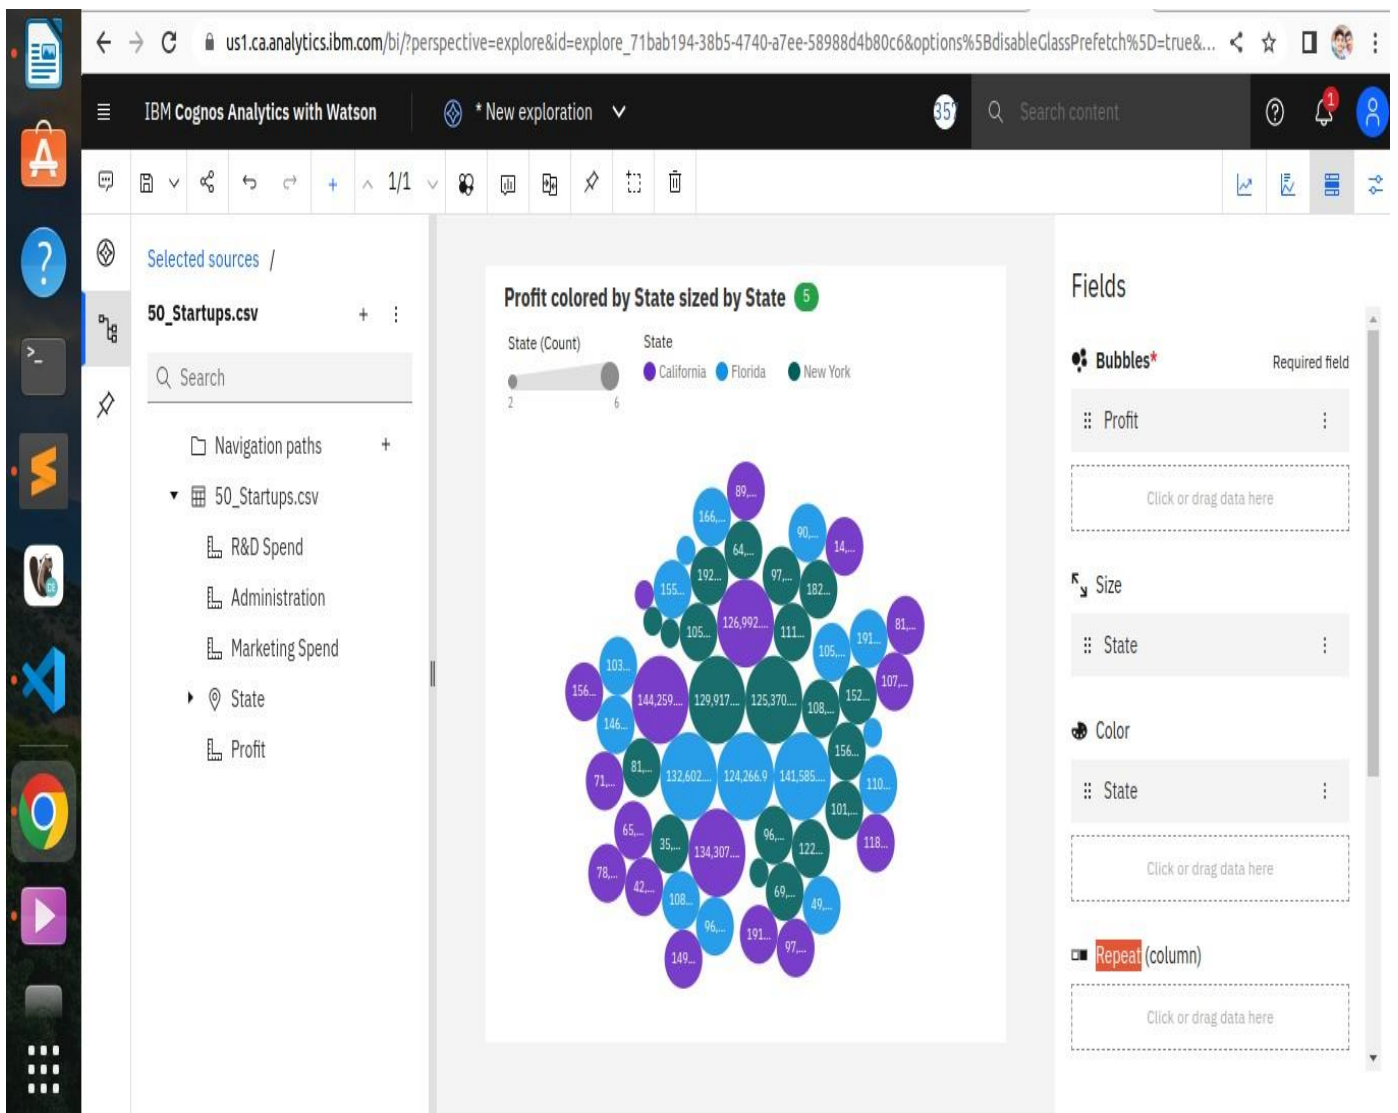 us1.ca.analytics.ibm.com/bi/?perspective=explore&id=explore_71bab194-38b5-4740-a7ee-58988d4b80c6&options%5BdisableGlassPrefetch%5D=true&...
IBM Cognos Analytics with Watson
* New exploration
Search content
1
1/1
Selected sources /
50_Startups.csv
Search
Navigation paths
50_Startups.csv
R&D Spend
Administration
Marketing Spend
State
Profit
Profit colored by State sized by State 5
State (Count)
2
6
State
California
Florida
New York
89,...
166,...
90,...
64,...
14,...
192...
97,...
155...
182...
126,992....
105...
111...
81,...
105,...
191...
103...
107,...
156...
144,259....
129,917....
125,370....
108,...
152...
146...
156...
81,...
132,602....
124,266.9
141,585....
71,...
110...
101,...
65,...
96,...
35,...
118...
134,307....
122...
78,...
42,...
69,...
108...
49,...
96,...
191...
97,...
149...
Fields
Bubbles*
Required field
Profit
Click or drag data here
Size
State
Color
State
Click or drag data here
Repeat (column)
Click or drag data here